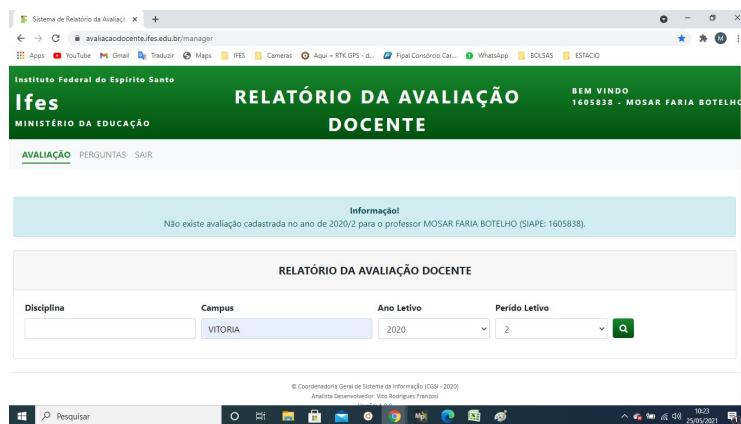 Sistema de Relatório da Avaliaçã
avaliacaodocente.ifes.edu.br/manager
M
Apps YouTube Gmail Traduzir Maps IFES Cameras Aqui + RTK GPS - d... Fipal Consórcio Car... WhatsApp BOLSAS ESTACIO
Instituto Federal do Espírito Santo
Ifes
MINISTÉRIO DA EDUCAÇÃO
RELATÓRIO DA AVALIAÇÃO
DOCENTE
BEM VINDO
1605838 - MOSAR FARIA BOTELHO
AVALIAÇÃO PERGUNTAS SAIR
Informação!
Não existe avaliação cadastrada no ano de 2020/2 para o professor MOSAR FARIA BOTELHO (SIAPE: 1605838).
RELATÓRIO DA AVALIAÇÃO DOCENTE
Disciplina Campus Ano Letivo Perído Letivo
VITORIA 2020 2
© Coordenadoria Geral de Sistema da Informação (CGSI - 2020)
Analista Desenvolvedor: Vito Rodrigues Franzosi
Pesquisar
10:23
25/05/2021